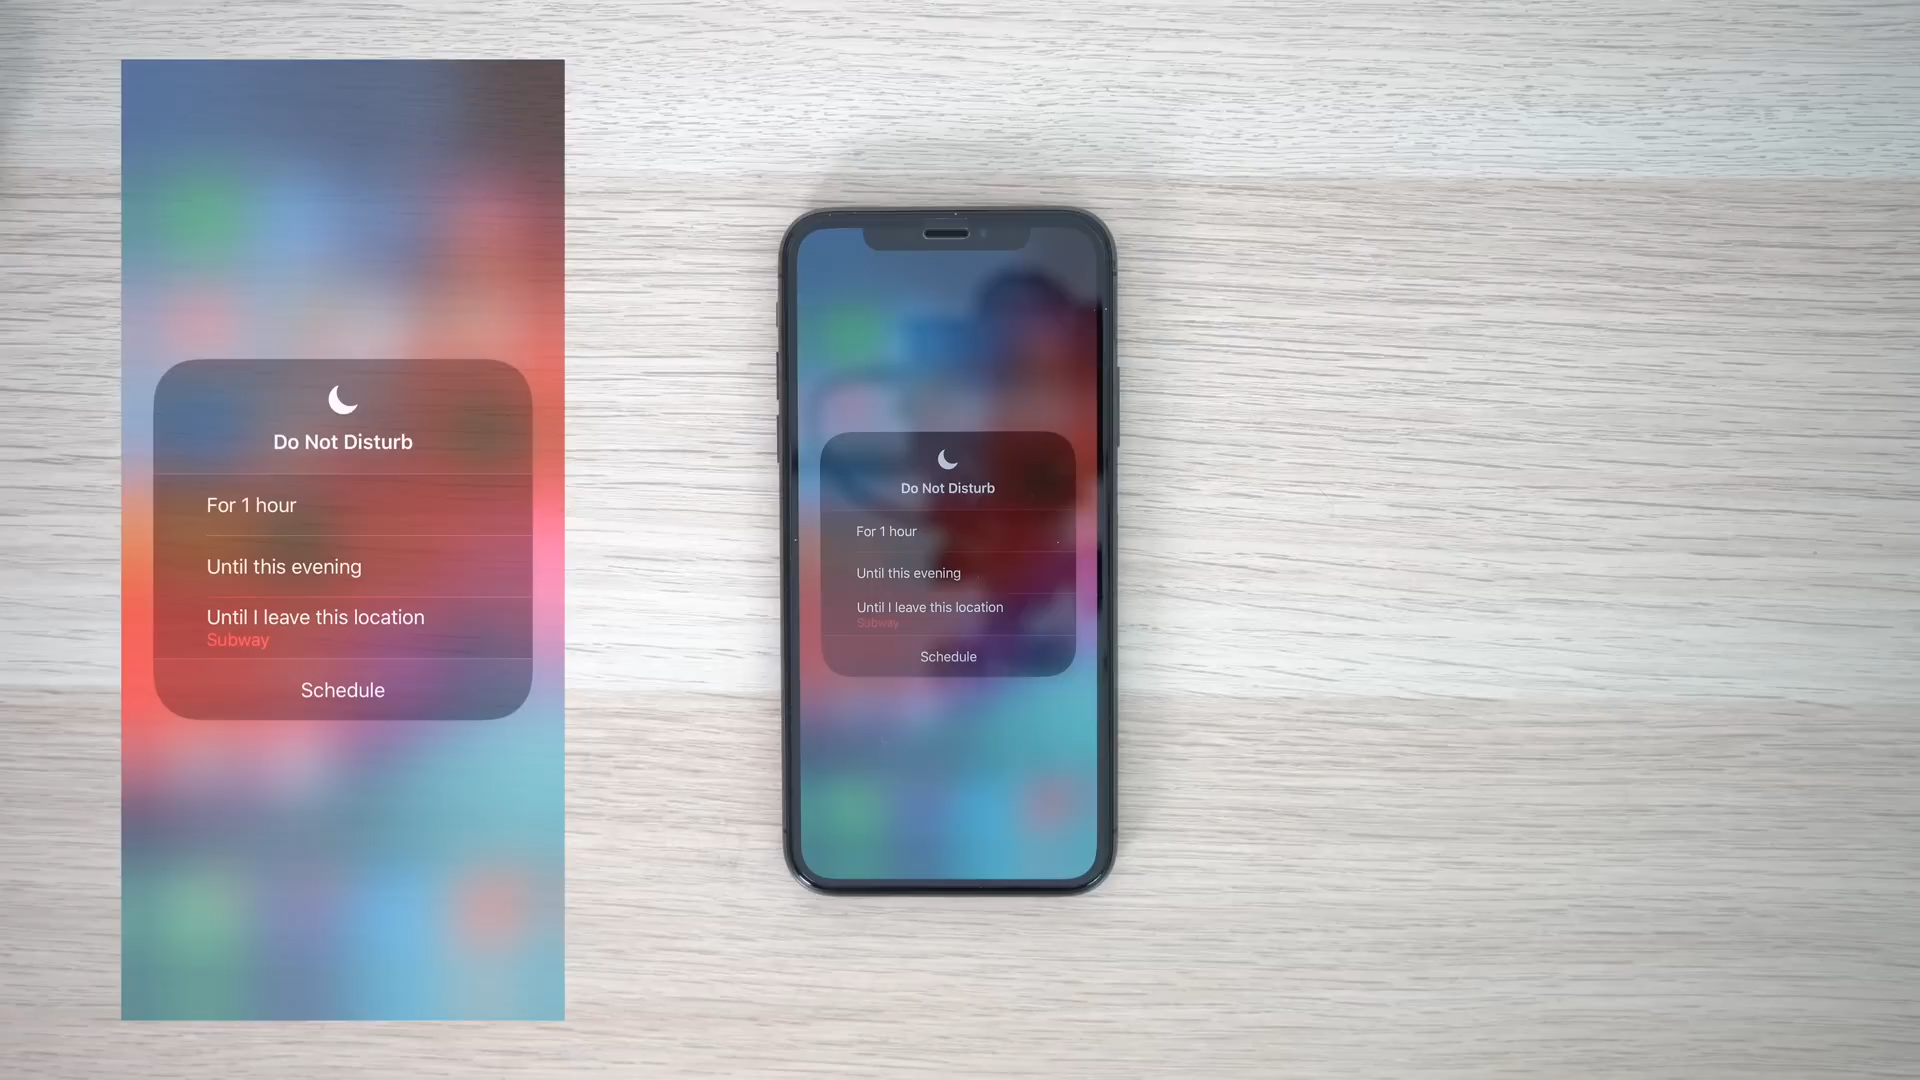 Do Not Disturb
For 1 hour
Until this evening
Until I leave this location
Subway
Schedule
Do Not Disturb
For 1 hour
Until this evening
Until I leave this location
Subway
Schedule